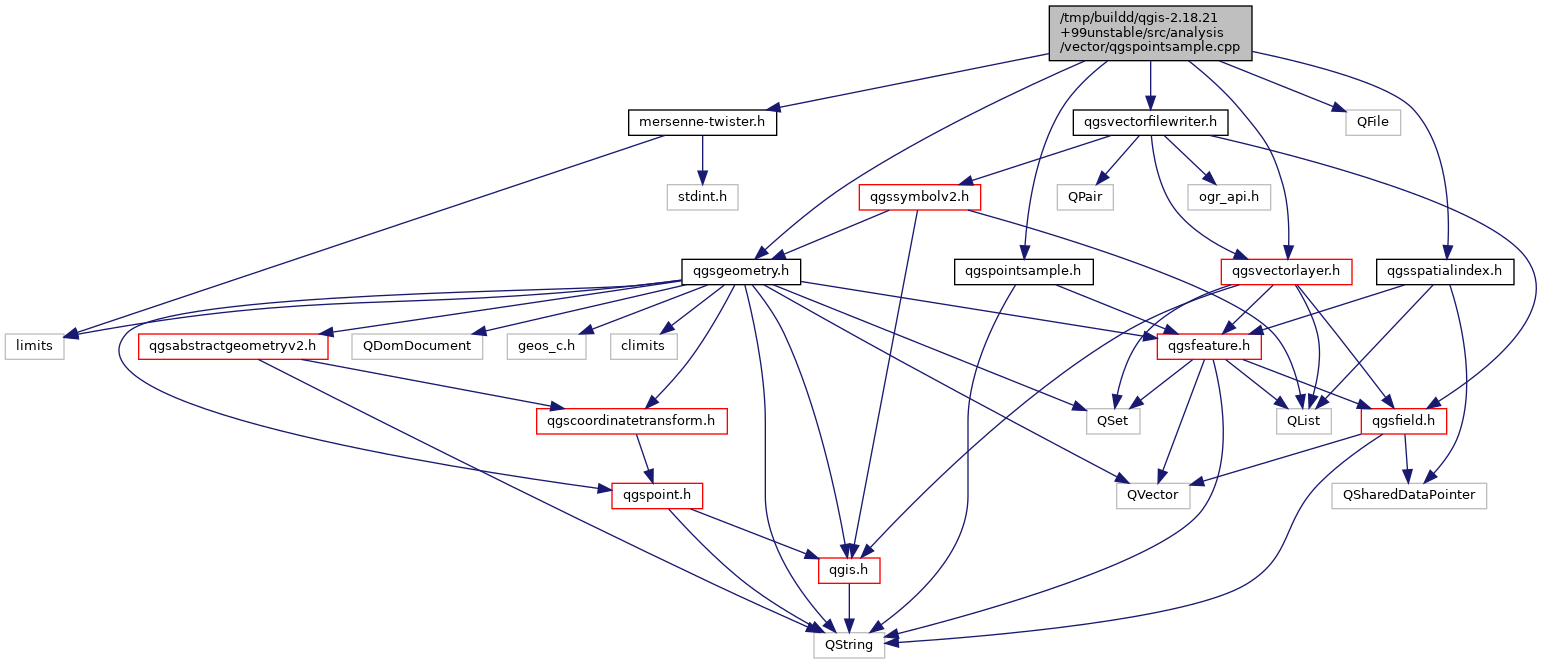 /tmp/buildd/qgis-2.18.21
+99unstable/src/analysis
/vector/qgspointsample.cpp
mersenne-twister.h
qgsvectorfilewriter.h
QFile
stdint.h
qgssymbolv2.h
QPair
ogr_api.h
qgsgeometry.h
qgspointsample.h
qgsvectorlayer.h
qgsspatialindex.h
limits
qgsabstractgeometryv2.h
QDomDocument
geos_c.h
climits
qgsfeature.h
qgscoordinatetransform.h
QSet
QList
qgsfield.h
qgspoint.h
QVector
QSharedDataPointer
qgis.h
QString